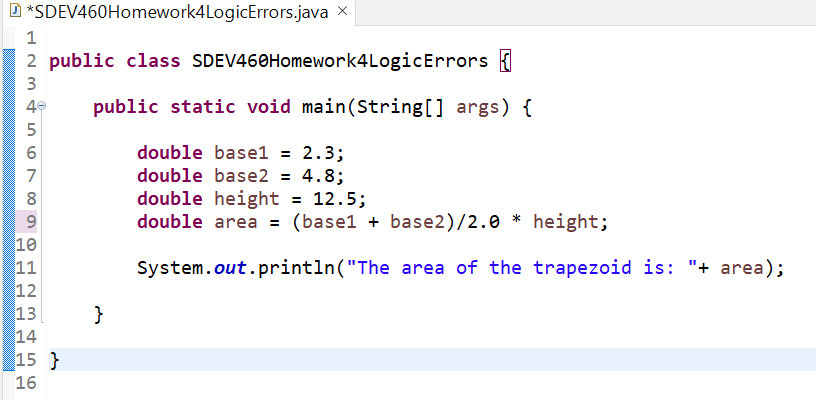 *SDEV460Homework4LogicErrors.java ×
1
2 public class SDEV460Homework4LogicErrors {
3
4 public static void main(String[] args) {
5
6 double base1 = 2.3;
7 double base2 = 4.8;
8 double height = 12.5;
9 double area = (base1 + base2)/2.0 * height;
10
11 System.out.println("The area of the trapezoid is: "+ area);
12
13 }
14
15 }
16